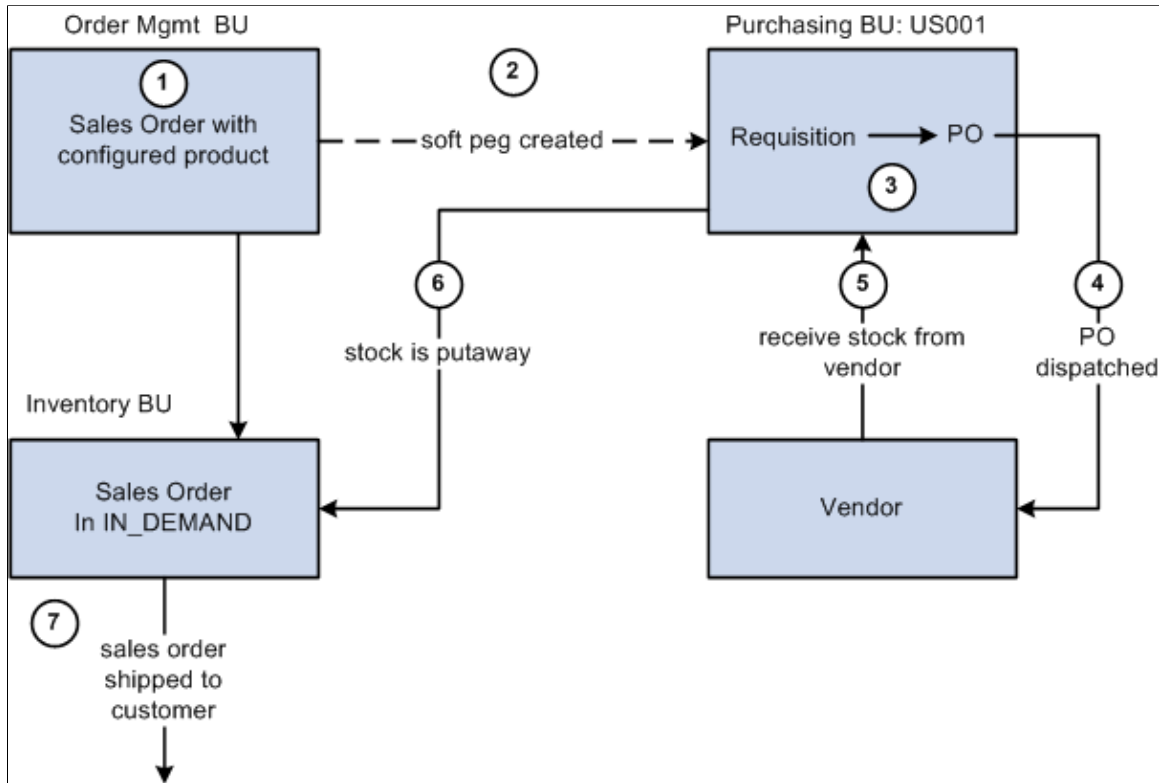 Order Mgmt BU
Purchasing BU: US001
1
Sales Order with
configured product
2
soft peg created
Requisition
PO
3
6
stock is putaway
5
receive stock from
vendor
4
PO
dispatched
Inventory BU
Sales Order
In IN_DEMAND
Vendor
7
sales order
shipped to
customer